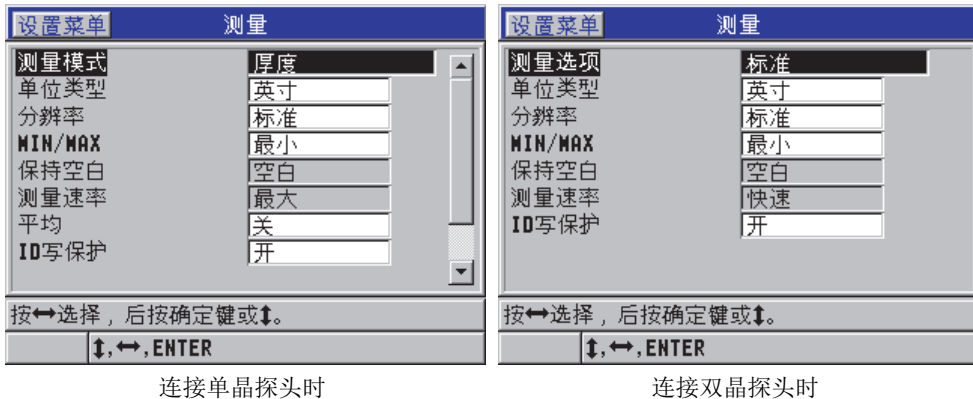 设置菜单 测量
测量模式 厚度
单位类型 英寸
分辨率 标准
MIN/MAX 最小
保持空白 空白
测量速率 最大
平均 关
ID写保护 开
按↔选择，后按确定键或↕。
↕,↔,ENTER
连接单晶探头时
设置菜单 测量
测量选项 标准
单位类型 英寸
分辨率 标准
MIN/MAX 最小
保持空白 空白
测量速率 快速
ID写保护 开
按↔选择，后按确定键或↕。
↕,↔,ENTER
连接双晶探头时